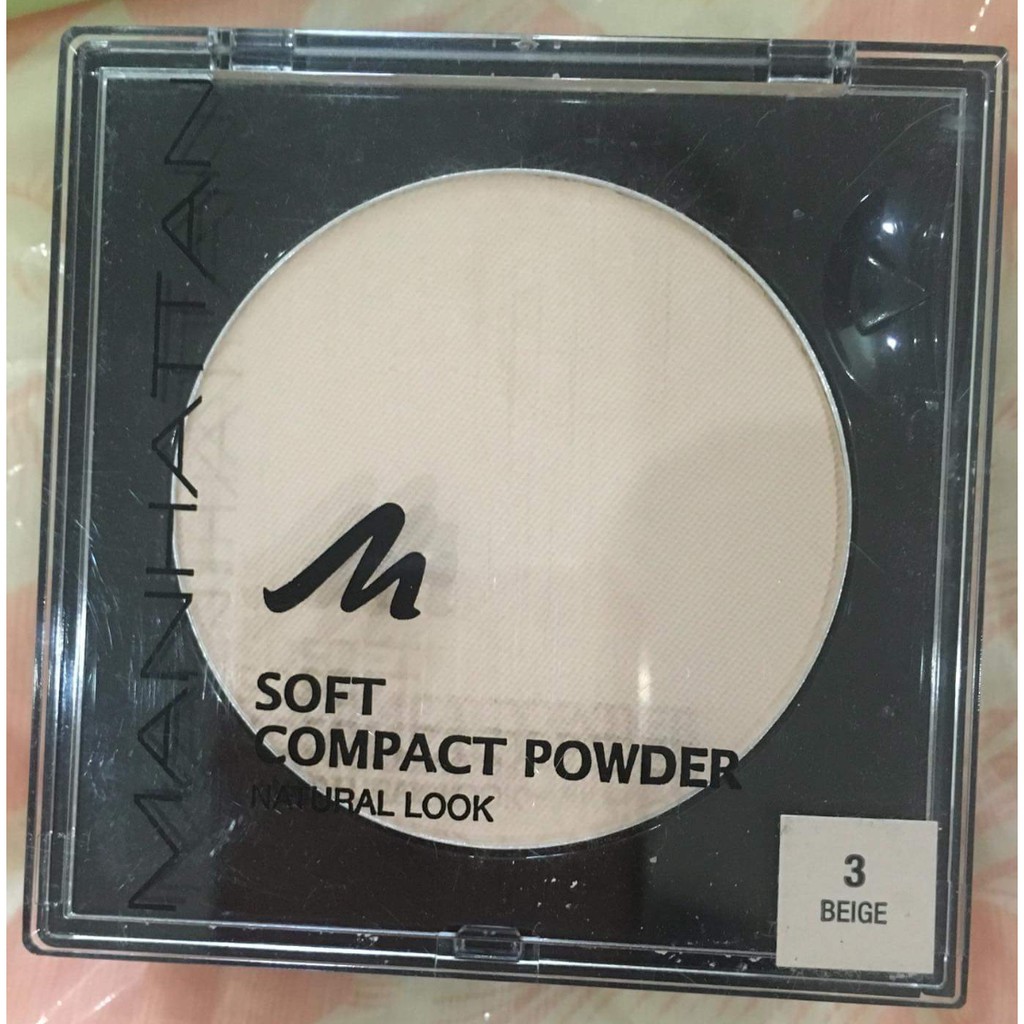 MANHATTAN
M
SOFT
COMPACT POWDER
NATURAL LOOK
3
BEIGE